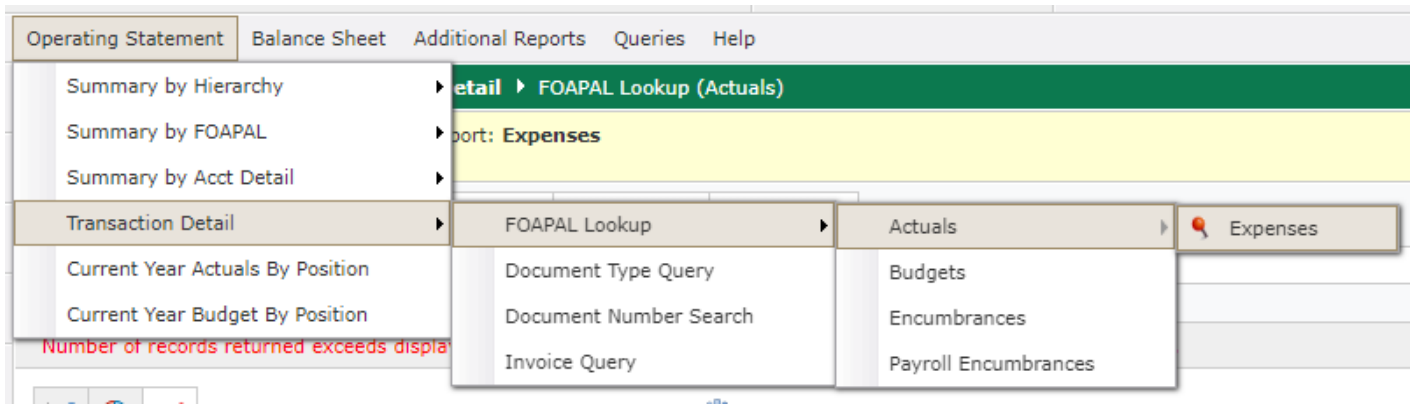 Operating Statement Balance Sheet Additional Reports Queries Help
Summary by Hierarchy
etail FOAPAL Lookup (Actuals)
Summary by FOAPAL
port: Expenses
Summary by Acct Detail
Transaction Detail
FOAPAL Lookup
Actuals
Expenses
Current Year Actuals By Position
Document Type Query
Budgets
Current Year Budget By Position
Document Number Search
Encumbrances
Number of records returned exceeds displa
Invoice Query
Payroll Encumbrances